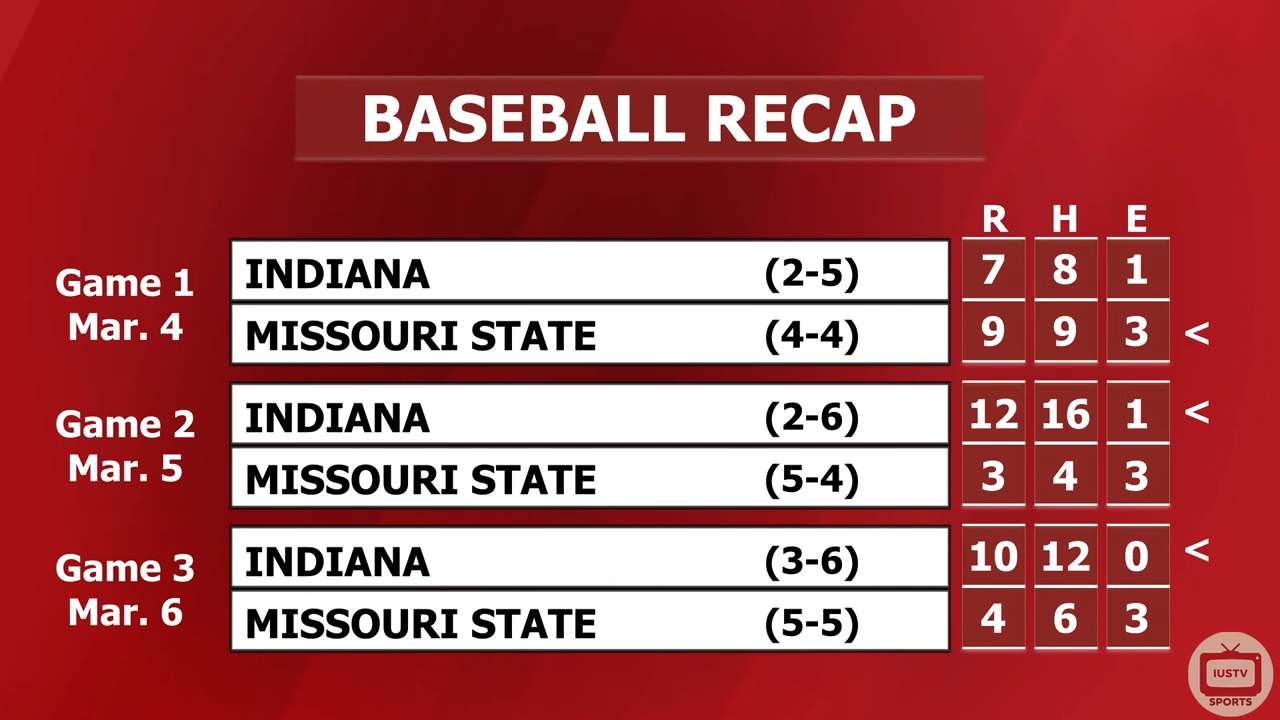 BASEBALL RECAP
R H E
Game 1
Mar. 4
INDIANA (2-5) 7 8 1
MISSOURI STATE (4-4) 9 9 3 <
Game 2
Mar. 5
INDIANA (2-6) 12 16 1 <
MISSOURI STATE (5-4) 3 4 3
Game 3
Mar. 6
INDIANA (3-6) 10 12 0 <
MISSOURI STATE (5-5) 4 6 3
IUSTV
SPORTS